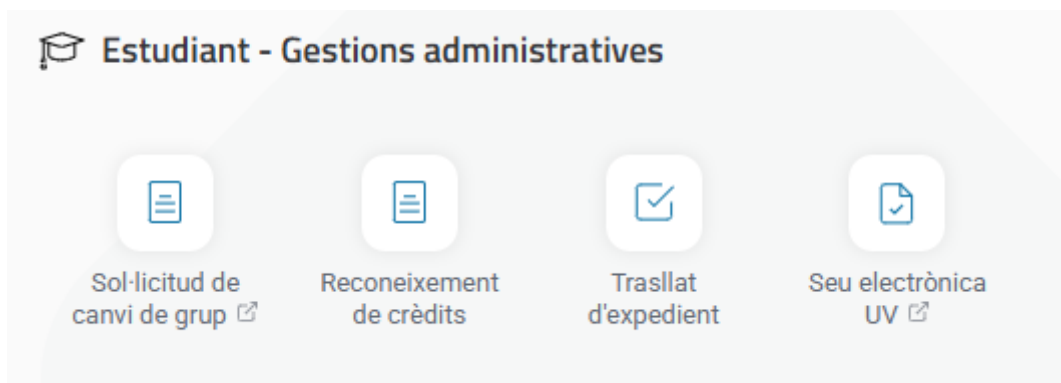 Estudiant - Gestions administratives
Sol·licitud de
canvi de grup
Reconeixement
de crèdits
Trasllat
d'expedient
Seu electrònica
UV